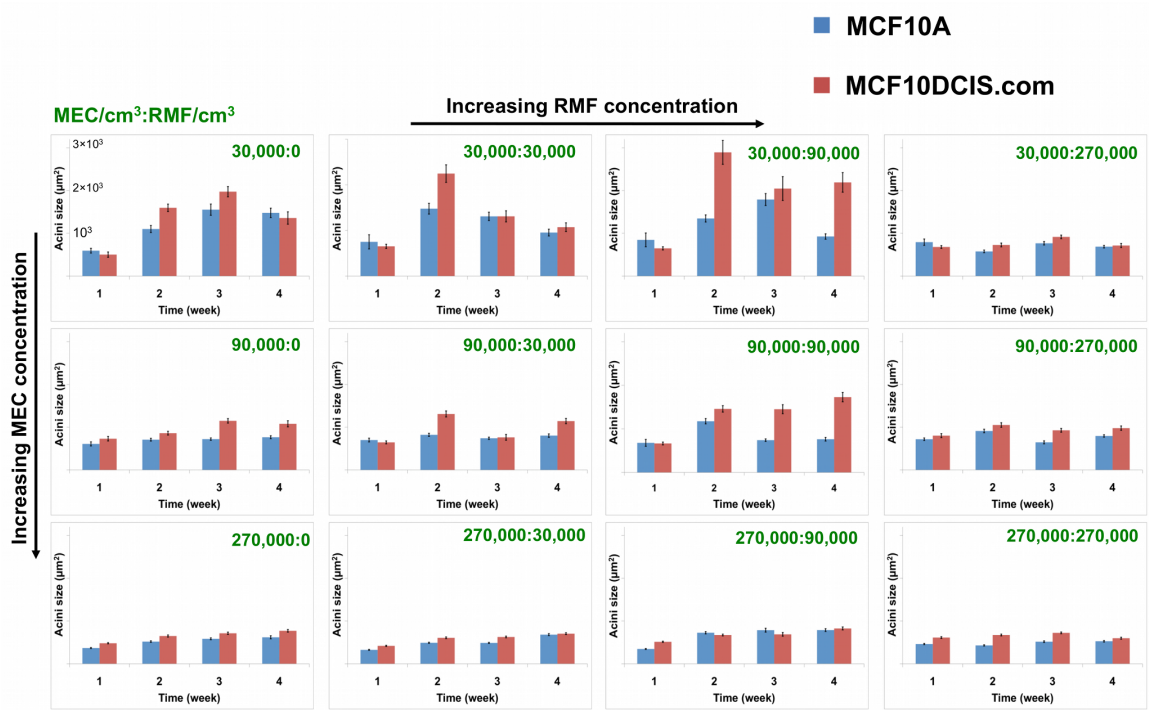 MCF10A
MCF10DCIS.com
Increasing RMF concentration
MEC/cm³:RMF/cm³
Increasing MEC concentration
30,000:0
3×10³
2×10³
10³
Acini size (µm²)
1 2 3 4
Time (week)
30,000:30,000
Acini size (µm²)
1 2 3 4
Time (week)
30,000:90,000
Acini size (µm²)
1 2 3 4
Time (week)
30,000:270,000
Acini size (µm²)
1 2 3 4
Time (week)
90,000:0
Acini size (µm²)
1 2 3 4
Time (week)
90,000:30,000
Acini size (µm²)
1 2 3 4
Time (week)
90,000:90,000
Acini size (µm²)
1 2 3 4
Time (week)
90,000:270,000
Acini size (µm²)
1 2 3 4
Time (week)
270,000:0
Acini size (µm²)
1 2 3 4
Time (week)
270,000:30,000
Acini size (µm²)
1 2 3 4
Time (week)
270,000:90,000
Acini size (µm²)
1 2 3 4
Time (week)
270,000:270,000
Acini size (µm²)
1 2 3 4
Time (week)